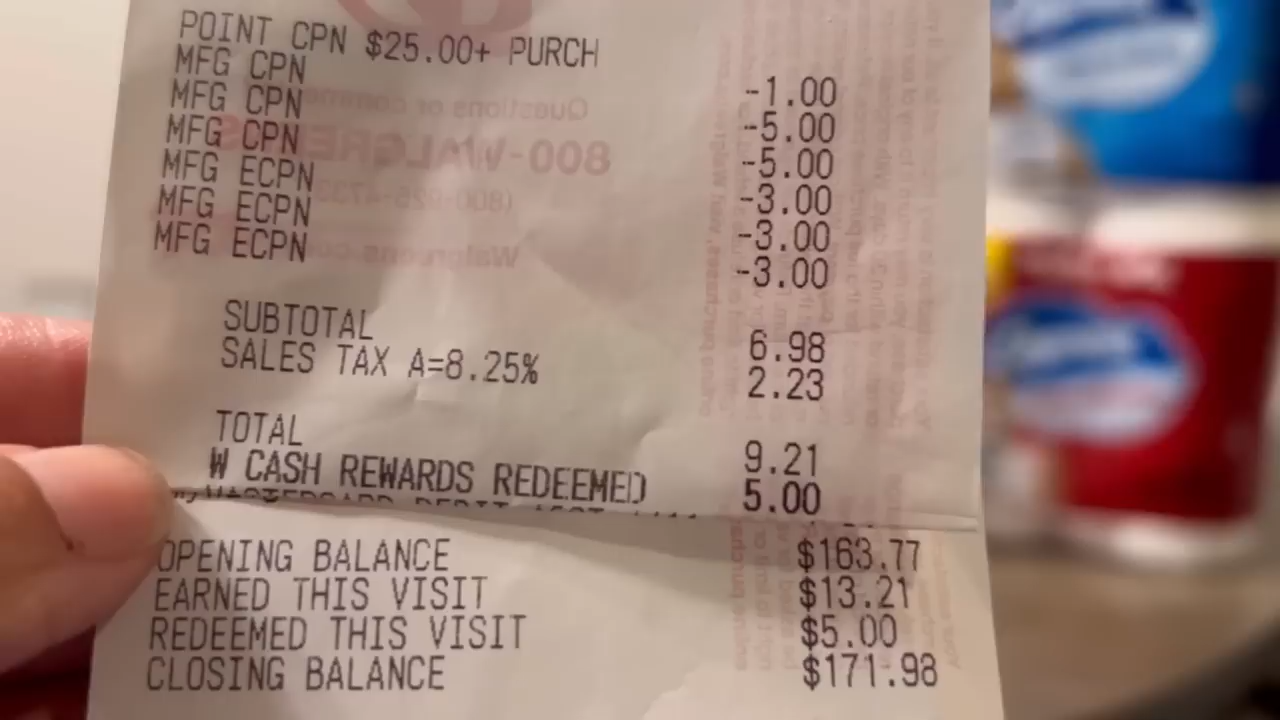 POINT CPN $25.00+ PURCH
MFG CPN -1.00
MFG CPN -5.00
MFG CPN -5.00
MFG ECPN -3.00
MFG ECPN -3.00
MFG ECPN -3.00
SUBTOTAL 6.98
SALES TAX A=8.25% 2.23
TOTAL 9.21
W CASH REWARDS REDEEMED 5.00
OPENING BALANCE $163.77
EARNED THIS VISIT $13.21
REDEEMED THIS VISIT $5.00
CLOSING BALANCE $171.98